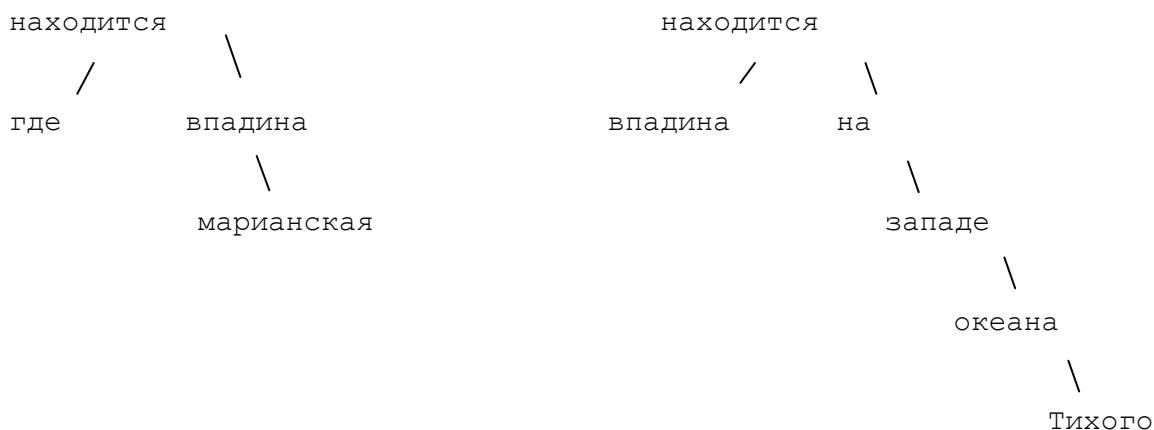 находится находится
где впадина впадина на
марианская западе
океана
Тихого